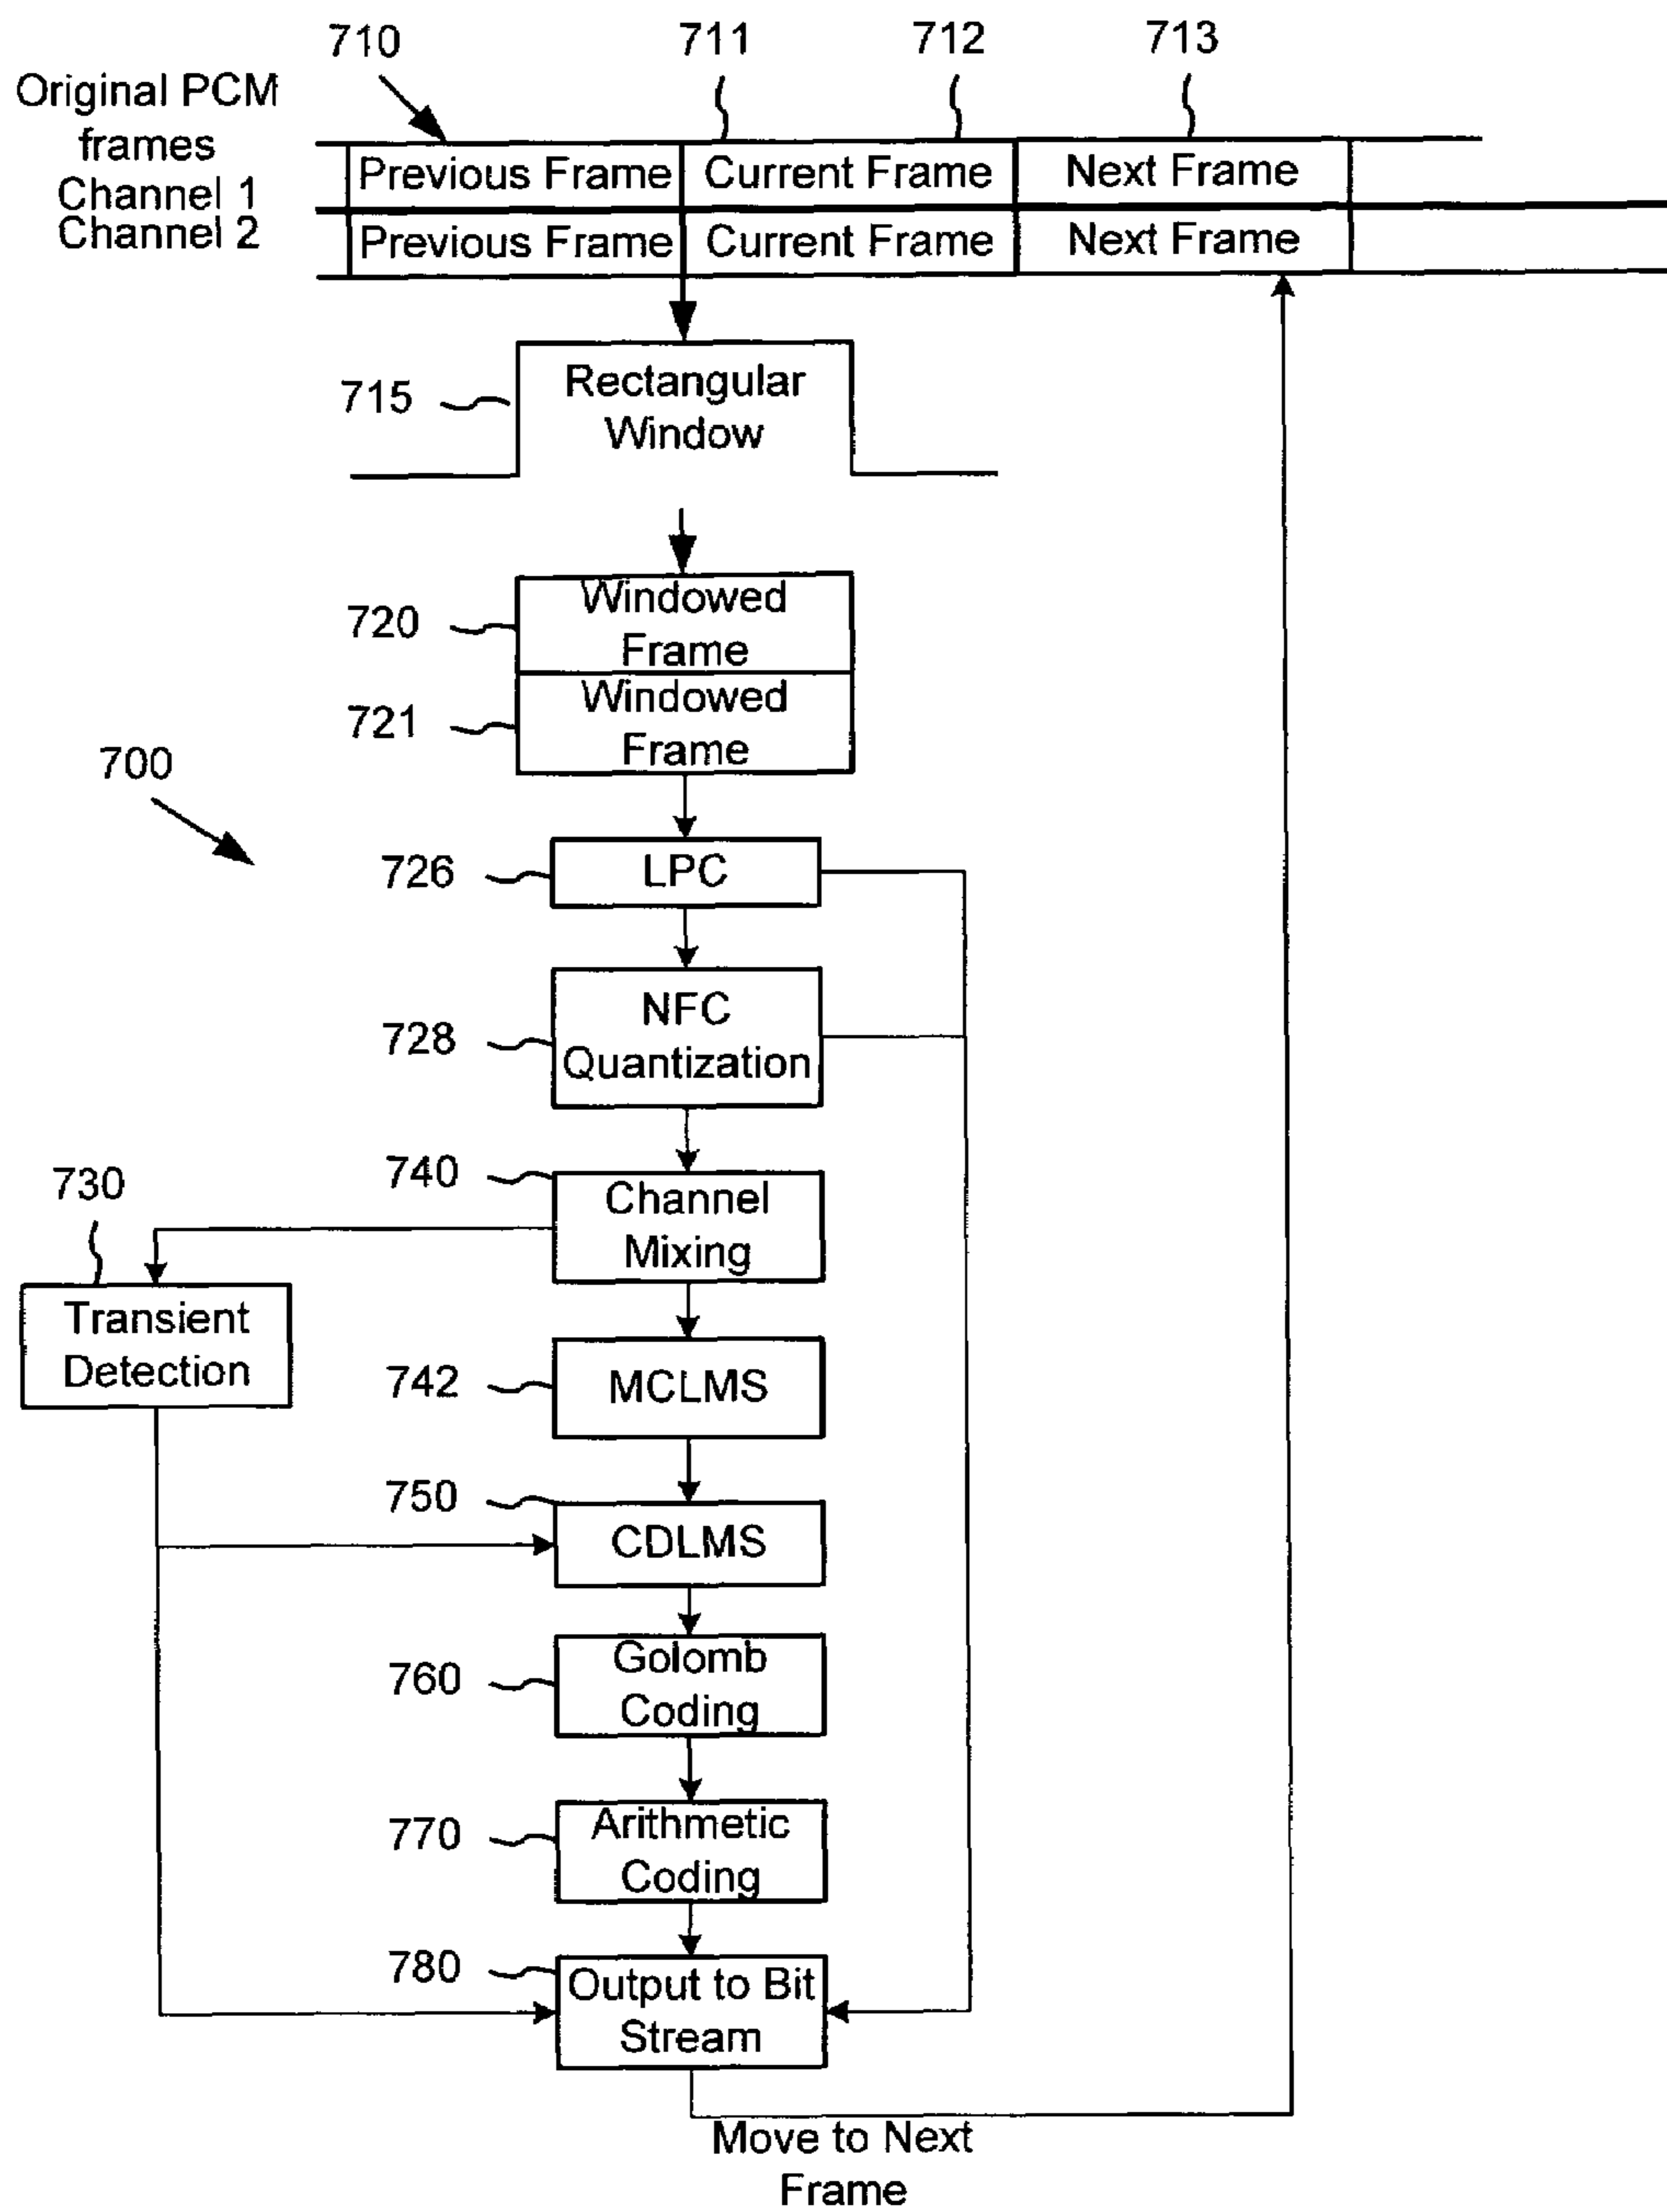 710
711
712
713
Original PCM
frames
Channel 1
Channel 2
Previous Frame
Current Frame
Next Frame
Previous Frame
Current Frame
Next Frame
715
Rectangular
Window
720
Windowed
Frame
721
Windowed
Frame
700
726
LPC
728
NFC
Quantization
740
Channel
Mixing
730
Transient
Detection
742
MCLMS
750
CDLMS
760
Golomb
Coding
770
Arithmetic
Coding
780
Output to Bit
Stream
Move to Next
Frame